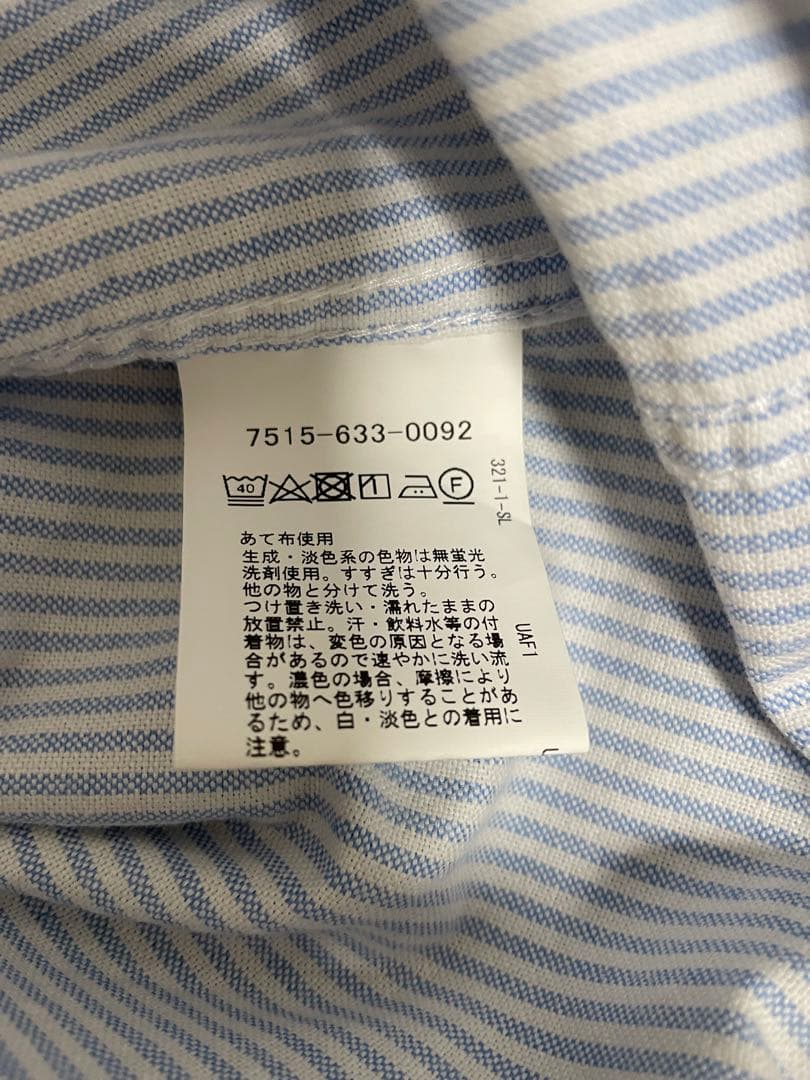 7515-633-0092
321-1-SL
40
F
あて布使用
生成・淡色系の色物は無蛍光
洗剤使用。すすぎは十分行う。
他の物と分けて洗う。
つけ置き洗い・濡れたままの
放置禁止。汗・飲料水等の付
着物は、変色の原因となる場
合があるので速やかに洗い流
す。濃色の場合、摩擦により
他の物へ色移りすることがあ
るため、白・淡色との着用に
注意。
UAF1